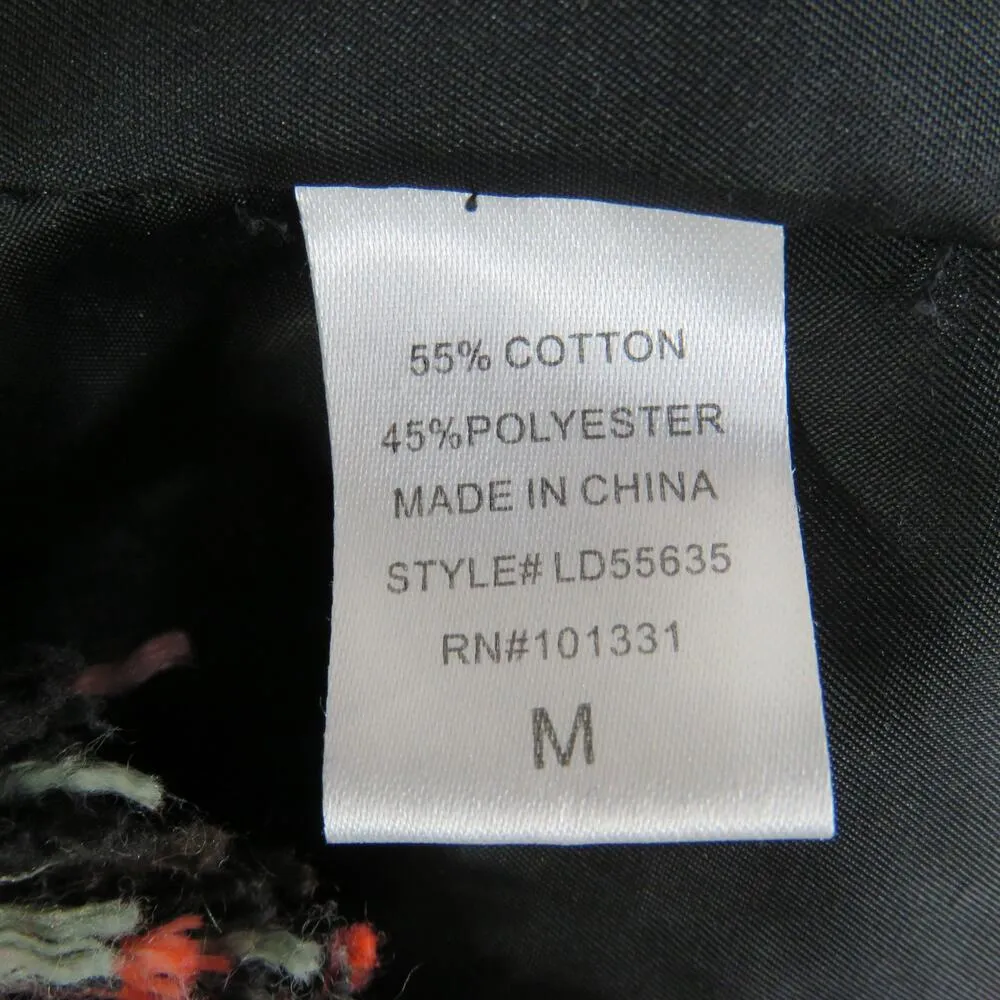 55% COTTON
45%POLYESTER
MADE IN CHINA
STYLE# LD55635
RN#101331
M